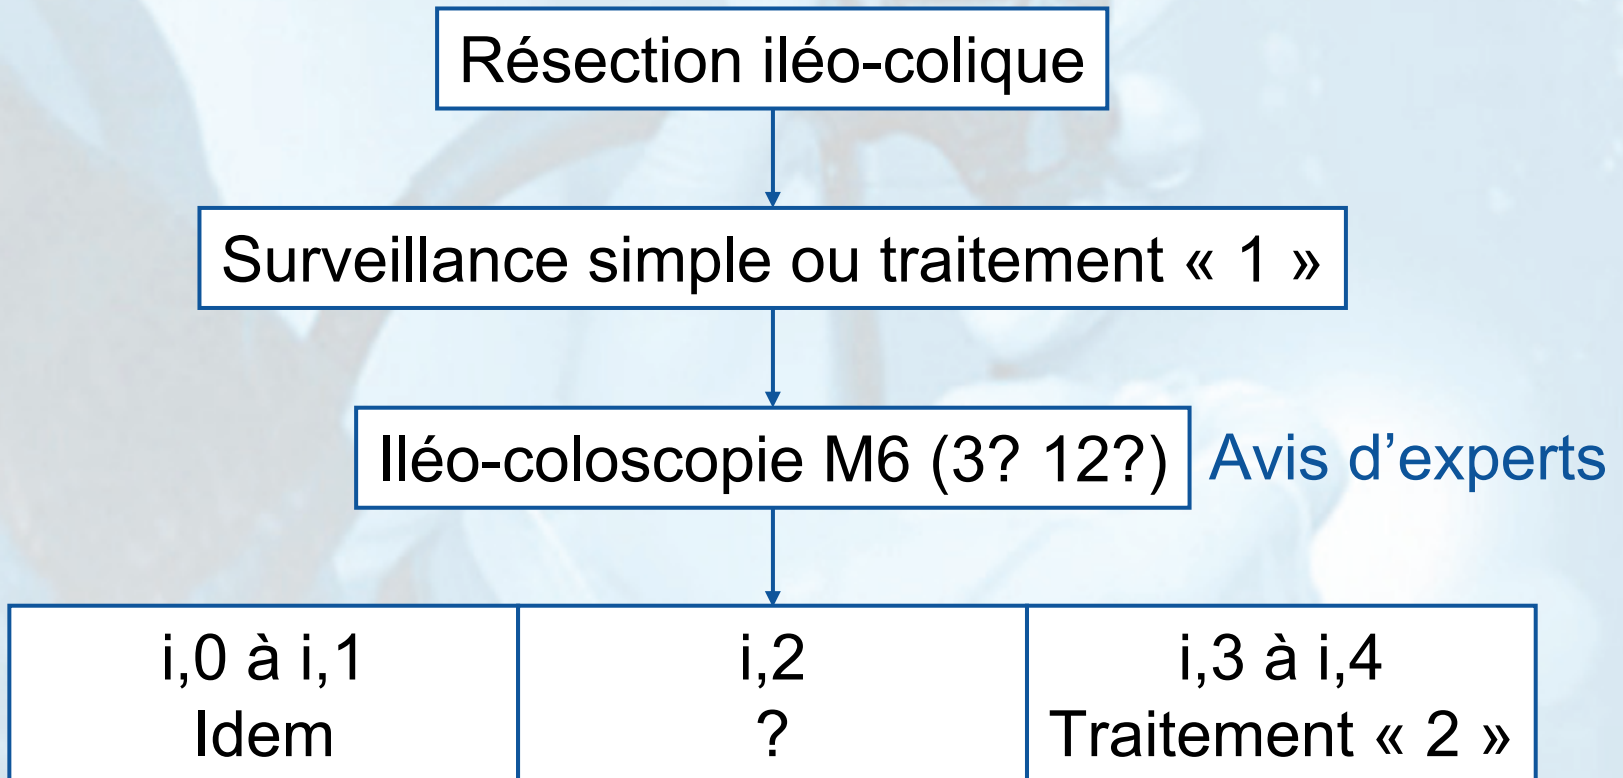 Résection iléo-colique
Surveillance simple ou traitement « 1 »
Iléo-coloscopie M6 (3? 12?)
Avis d’experts
i,0 à i,1
Idem
i,2
?
i,3 à i,4
Traitement « 2 »